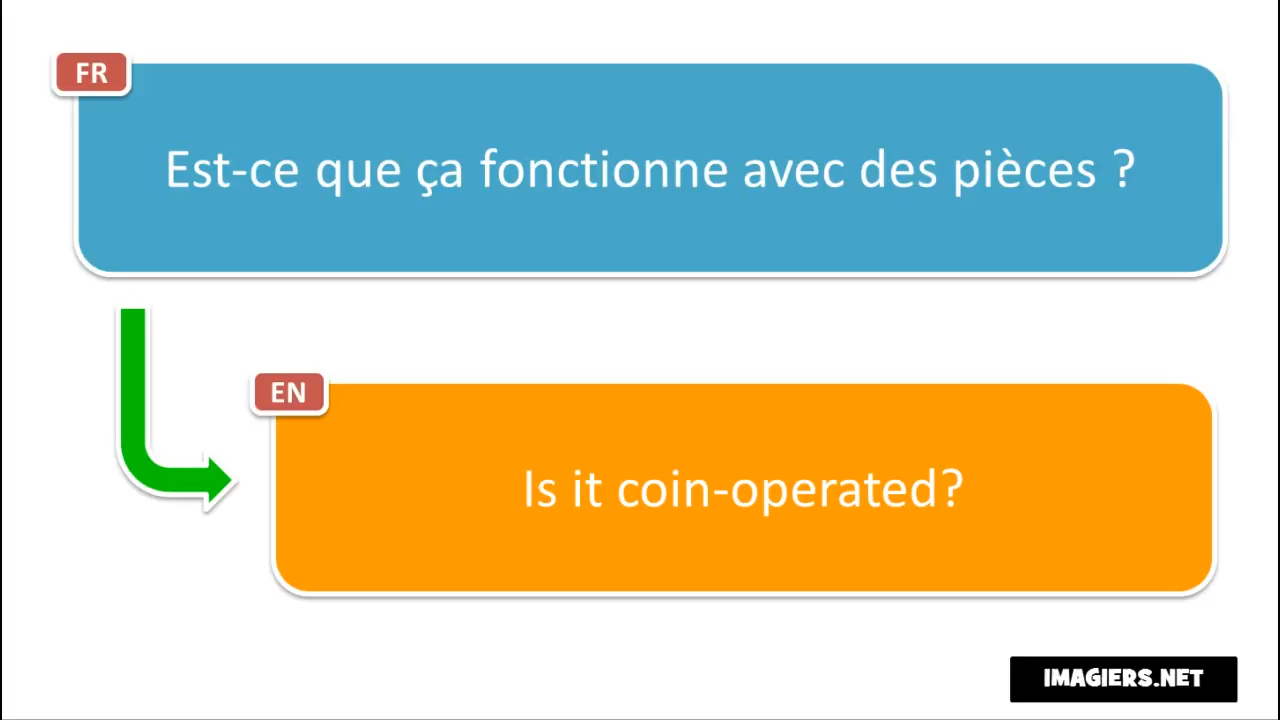 FR
Est-ce que ça fonctionne avec des pièces ?
EN
Is it coin-operated?
IMAGIERS.NET